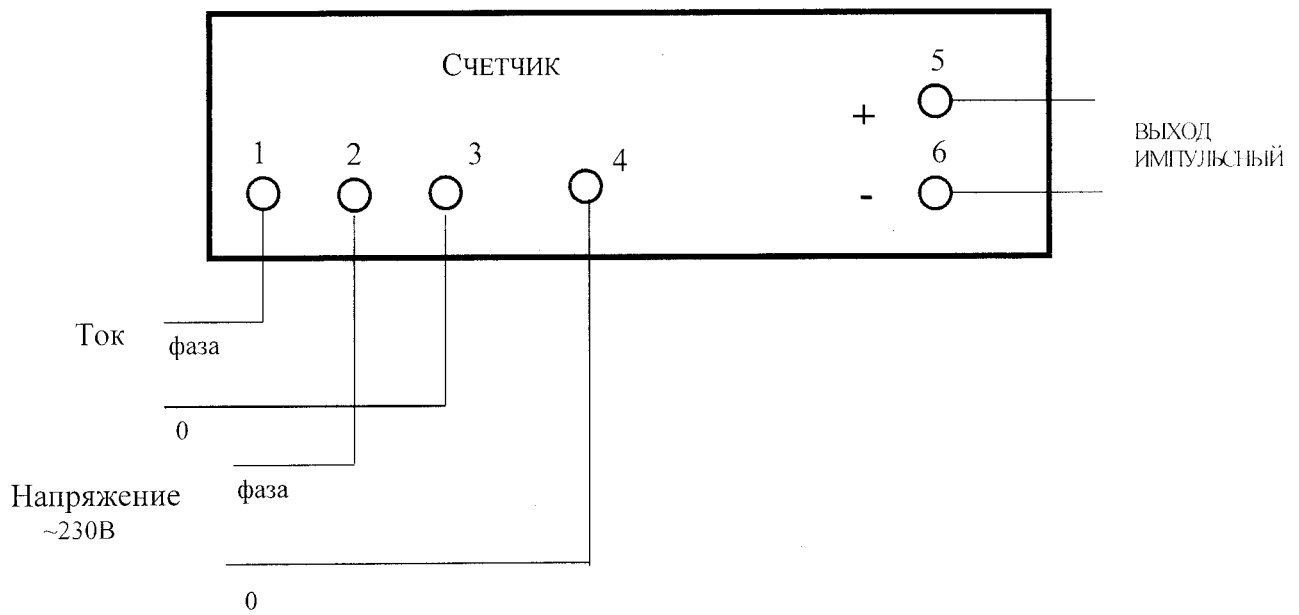 СЧЕТЧИК
5
+
1
2
3
4
6
-
ВЫХОД
ИМПУЛЬСНЫЙ
Ток
фаза
0
Напряжение
фаза
~230В
0